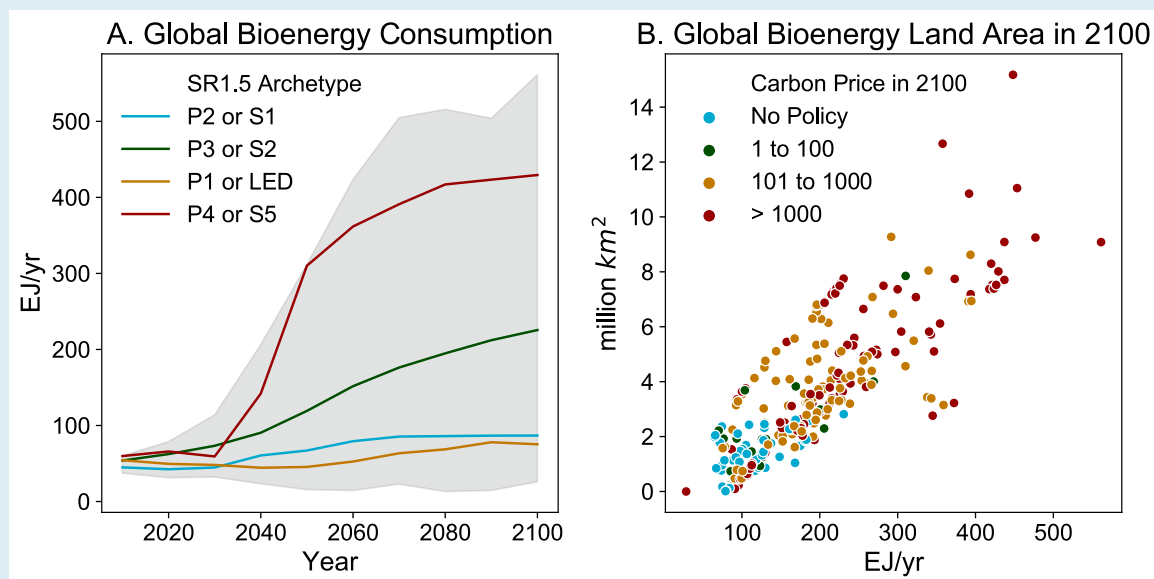 A. Global Bioenergy Consumption
SR1.5 Archetype
P2 or S1
P3 or S2
P1 or LED
P4 or S5
EJ/yr
500
400
300
200
100
0
2020
2040
2060
2080
2100
Year
B. Global Bioenergy Land Area in 2100
Carbon Price in 2100
No Policy
1 to 100
101 to 1000
> 1000
million km²
14
12
10
8
6
4
2
0
100
200
300
400
500
EJ/yr